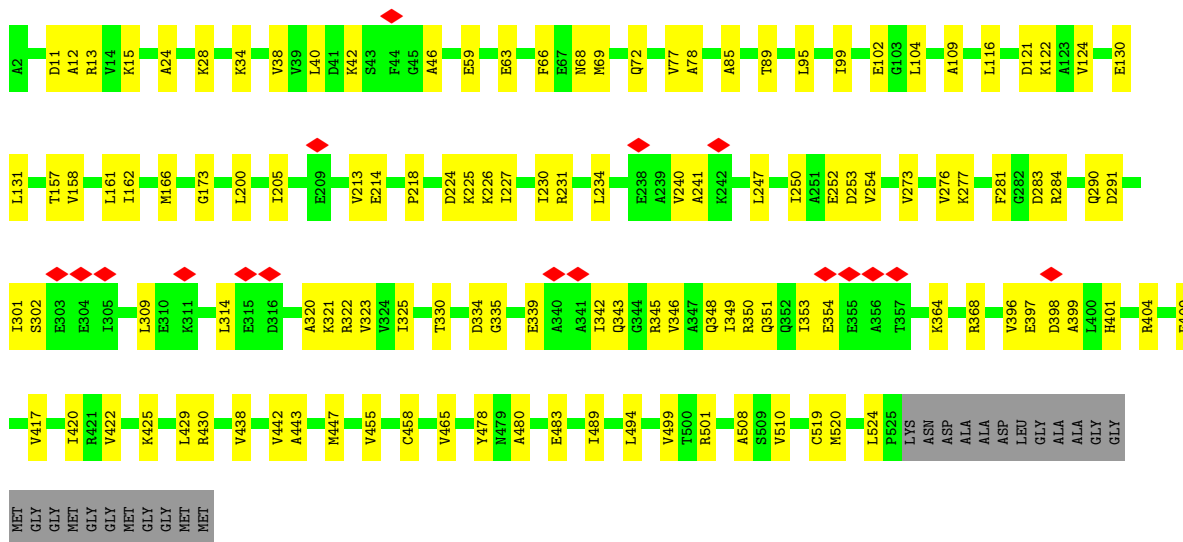 A2 D11 A12 R13 V14 K15 A24 K28 K34 V38 V39 L40 D41 K42 S43 F44 G45 A46 E59 E63 F66 E67 N68 M69 Q72 V77 A78 A85 T89 L95 I99 E102 G103 L104 A109 L116 D121 K122 A123 V124 E130
L131 T157 V158 L161 I162 M166 G173 L200 I205 E209 V213 E214 P218 D224 K225 K226 I227 I230 R231 L234 E238 A239 V240 A241 K242 L247 I250 A251 E252 D253 V254 V273 V276 K277 F281 G282 D283 R284 Q290 D291
I301 S302 E303 E304 I305 L309 E310 K311 L314 E315 D316 A320 K321 R322 V323 V324 I325 T330 D334 G335 E339 A340 A341 I342 Q343 G344 R345 V346 A347 Q348 I349 R350 Q351 Q352 I353 E354 E355 A356 T357 K364 R368 V396 E397 D398 A399 L400 H401 R404
V417 I420 R421 V422 K425 L429 R430 V438 V442 A443 M447 V455 C458 V465 Y478 N479 A480 E483 I489 L494 V499 T500 R501 A508 S509 V510 C519 M520 L524 P525 LYS ASN ASP ALA ALA ASP LEU GLY ALA ALA GLY GLY
MET GLY GLY MET GLY GLY MET GLY GLY MET MET